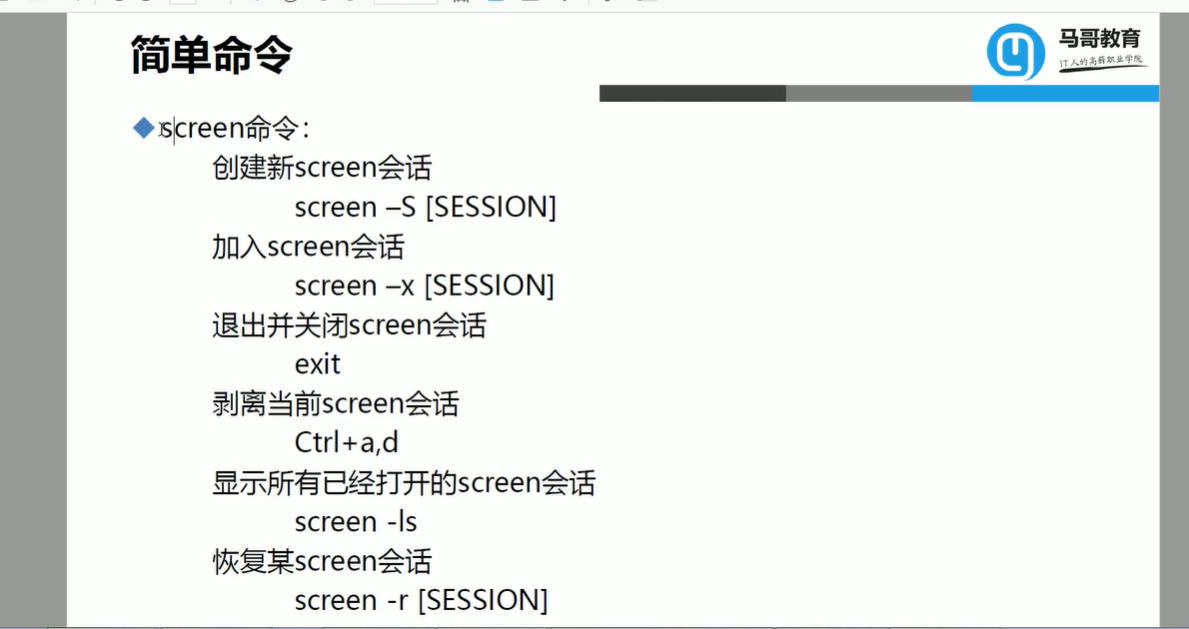 简单命令
马哥教育
IT人的高薪职业学院
screen命令：
创建新screen会话
screen –S [SESSION]
加入screen会话
screen –x [SESSION]
退出并关闭screen会话
exit
剥离当前screen会话
Ctrl+a,d
显示所有已经打开的screen会话
screen -ls
恢复某screen会话
screen -r [SESSION]